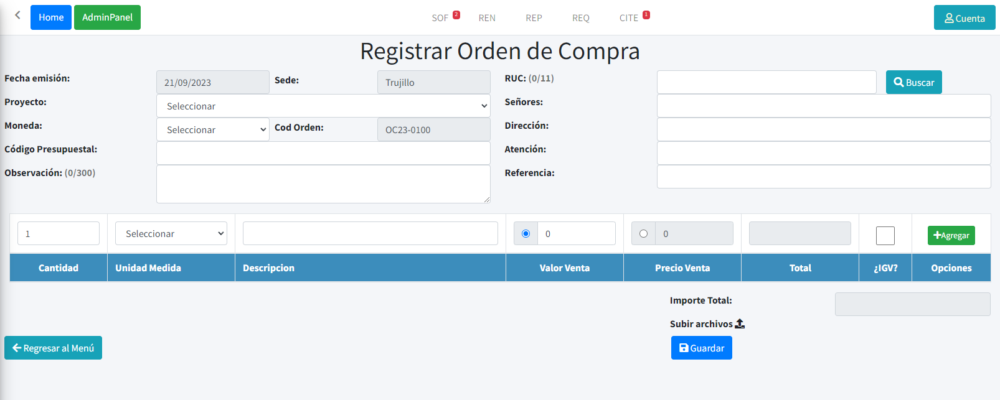 Home AdminPanel SOF 2 REN REP REQ CITE 1 Cuenta
Registrar Orden de Compra
Fecha emisión: 21/09/2023 Sede: Trujillo RUC: (0/11) Buscar
Proyecto: Seleccionar Señores:
Moneda: Seleccionar Cod Orden: OC23-0100 Dirección:
Código Presupuestal: Atención:
Observación: (0/300) Referencia:
1 Seleccionar 0 0 +Agregar
Cantidad Unidad Medida Descripcion Valor Venta Precio Venta Total ¿IGV? Opciones
Importe Total:
Subir archivos
Regresar al Menú Guardar